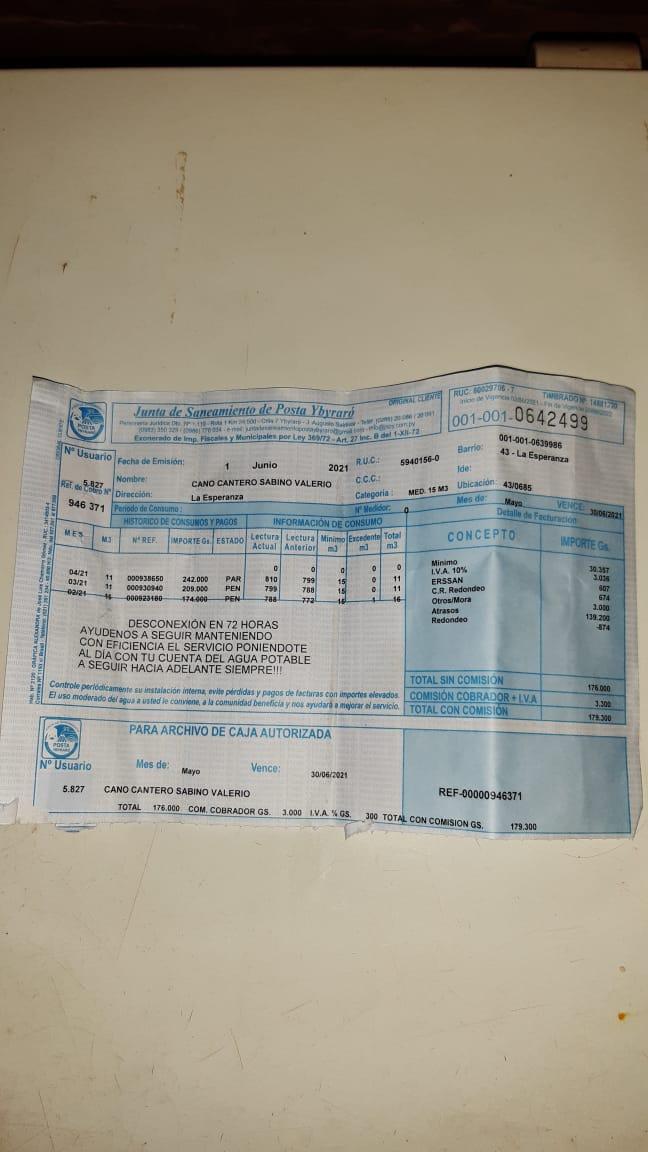 ORIGINAL CLIENTE
Junta de Saneamiento de Posta Ybyraró
Exonerado de Imp. Fiscales y Municipales por Ley 369/72 - Art. 27 Inc. B del 1-XII-72
RUC: 80029706 - 7 TIMBRADO Nº
001-001-0642499
POSTA
Nº Usuario
5.827
Ref. de Cobro Nº
946 371
Fecha de Emisión: 1 Junio 2021
Nombre: CANO CANTERO SABINO VALERIO
Dirección: La Esperanza
Periodo de Consumo:
R.U.C.: 5940156-0
C.C.C.:
Categoria : MED. 15 M3
Nº Medidor: 0
001-001-0639986
Barrio: 43 - La Esperanza
Ide:
Ubicación: 43/0685
Mes de: Mayo VENCE: 30/06/2021
HISTORICO DE CONSUMOS Y PAGOS INFORMACIÓN DE CONSUMO
MES M3 Nº REF. IMPORTE Gs. ESTADO Lectura Actual Lectura Anterior Minimo m3 Excedente m3 Total m3
0 0 0 0 0
04/21 11 000938650 242.000 PAR 810 799 15 0 11
03/21 11 000930940 209.000 PEN 799 788 15 0 11
02/21 16 000923180 174.000 PEN 788 772 15 1 16
DESCONEXIÓN EN 72 HORAS
AYUDENOS A SEGUIR MANTENIENDO
CON EFICIENCIA EL SERVICIO PONIENDOTE
AL DÍA CON TU CUENTA DEL AGUA POTABLE
A SEGUIR HACIA ADELANTE SIEMPRE!!!
Controle periódicamente su instalación interna, evite pérdidas y pagos de facturas con importes elevados.
El uso moderado del agua a usted le conviene, a la comunidad beneficia y nos ayudará a mejorar el servicio.
Detalle de Facturación
CONCEPTO IMPORTE Gs.
Minimo 30.357
I.V.A. 10% 3.036
ERSSAN 607
C.R. Redondeo 674
Otros/Mora 3.000
Atrasos 139.200
Redondeo -874
TOTAL SIN COMISIÓN 176.000
COMISIÓN COBRADOR + I.V.A 3.300
TOTAL CON COMISIÓN 179.300
POSTA
PARA ARCHIVO DE CAJA AUTORIZADA
Nº Usuario Mes de: Mayo Vence: 30/06/2021
5.827 CANO CANTERO SABINO VALERIO
REF-00000946371
TOTAL 176.000 COM. COBRADOR GS. 3.000 I.V.A. % GS. 300 TOTAL CON COMISION GS. 179.300